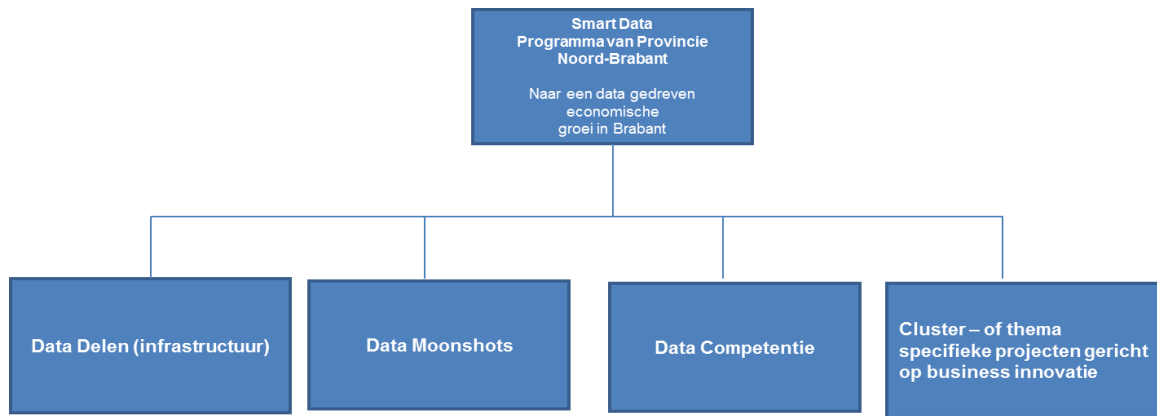 Smart Data
Programma van Provincie
Noord-Brabant
Naar een data gedreven
economische
groei in Brabant
Data Delen (infrastructuur)
Data Moonshots
Data Competentie
Cluster – of thema
specifieke projecten gericht
op business innovatie